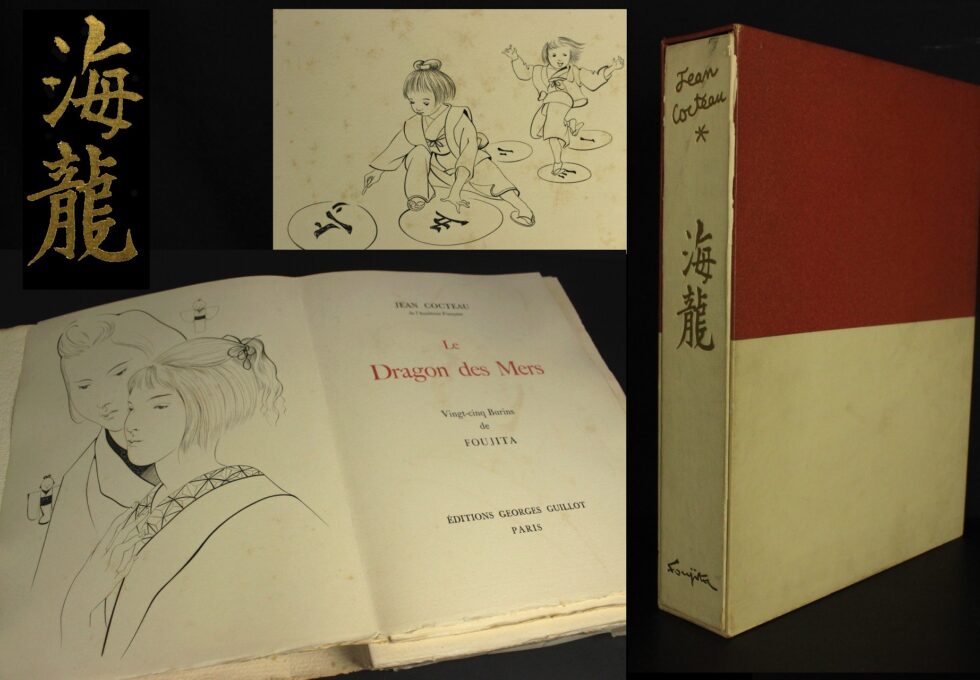 海龍
JEAN COCTEAU
de l'Académie Française
Le
Dragon des Mers
Vingt-cinq Burins
de
FOUJITA
ÉDITIONS GEORGES GUILLOT
PARIS
Jean
Cocteau
*
海龍
Foujita